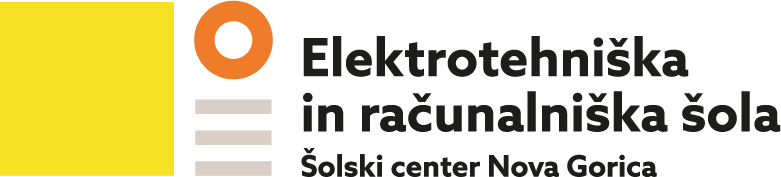 Elektrotehniška
in računalniška šola
Šolski center Nova Gorica